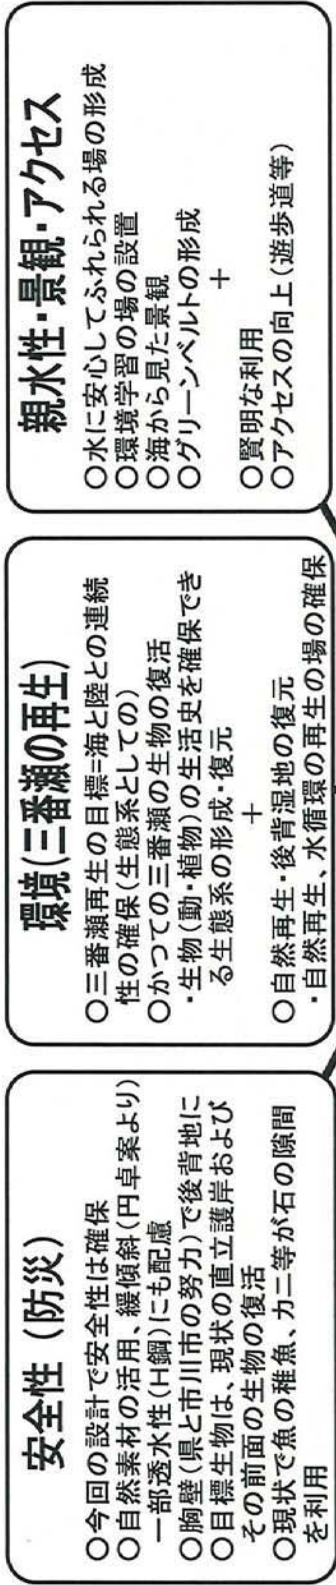 安全性(防災)
○今回の設計で安全性は確保
○自然素材の活用、緩傾斜(円卓案より)
一部透水性(H鋼)にも配慮
○胸壁(県と市川市の努力)で後背地に
○目標生物は、現状の直立護岸および
その前面の生物の復活
○現状で魚の稚魚、カニ等が石の隙間
を利用
環境(三番瀬の再生)
○三番瀬再生の目標=海と陸との連続
性の確保(生態系としての)
○かつての三番瀬の生物の復活
・生物(動・植物)の生活史を確保でき
る生態系の形成・復元
+
○自然再生・後背湿地の復元
・自然再生、水循環の再生の場の確保
親水性・景観・アクセス
○水に安心してふれられる場の形成
○環境学習の場の設置
○海から見た景観
○グリーンベルトの形成
+
○賢明な利用
○アクセスの向上(遊歩道等)